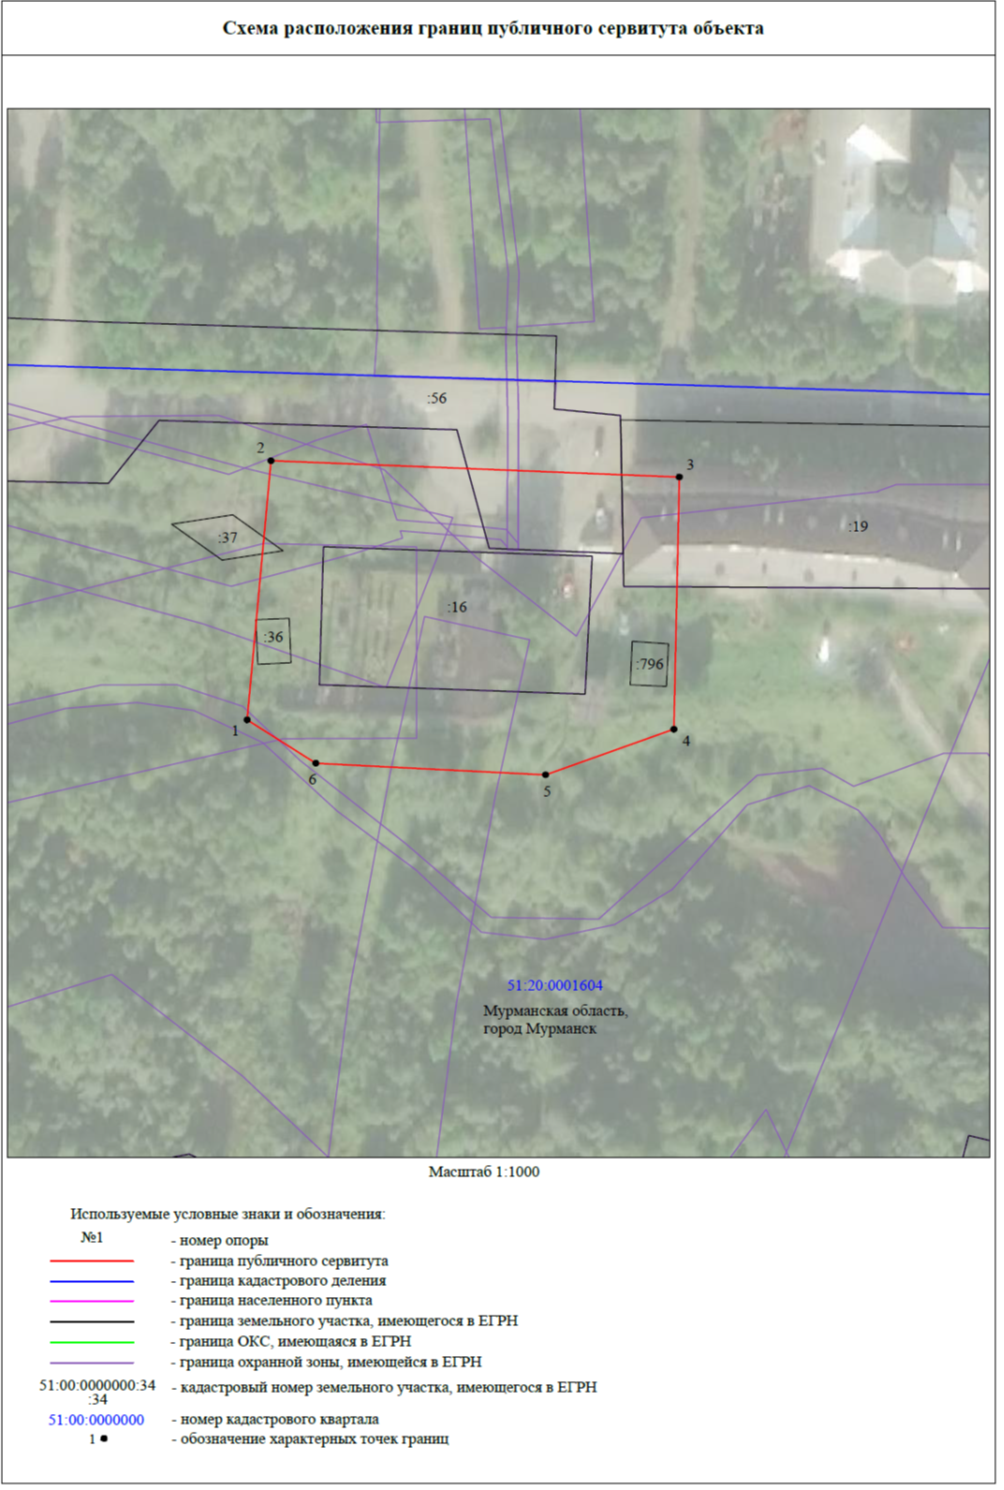 Схема расположения границ публичного сервитута объекта
:56
2
3
:37
:19
:16
:36
:796
1
4
6
5
51:20:0001604
Мурманская область,
город Мурманск
Масштаб 1:1000
Используемые условные знаки и обозначения:
№1 - номер опоры
- граница публичного сервитута
- граница кадастрового деления
- граница населенного пункта
- граница земельного участка, имеющегося в ЕГРН
- граница ОКС, имеющаяся в ЕГРН
- граница охранной зоны, имеющейся в ЕГРН
51:00:0000000:34 - кадастровый номер земельного участка, имеющегося в ЕГРН
:34
51:00:0000000 - номер кадастрового квартала
1 - обозначение характерных точек границ